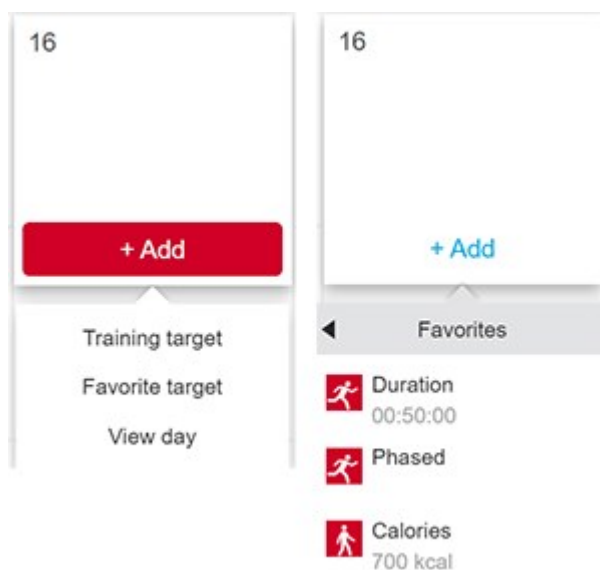 16
+ Add
Training target
Favorite target
View day
16
+ Add
Favorites
Duration
00:50:00
Phased
Calories
700 kcal